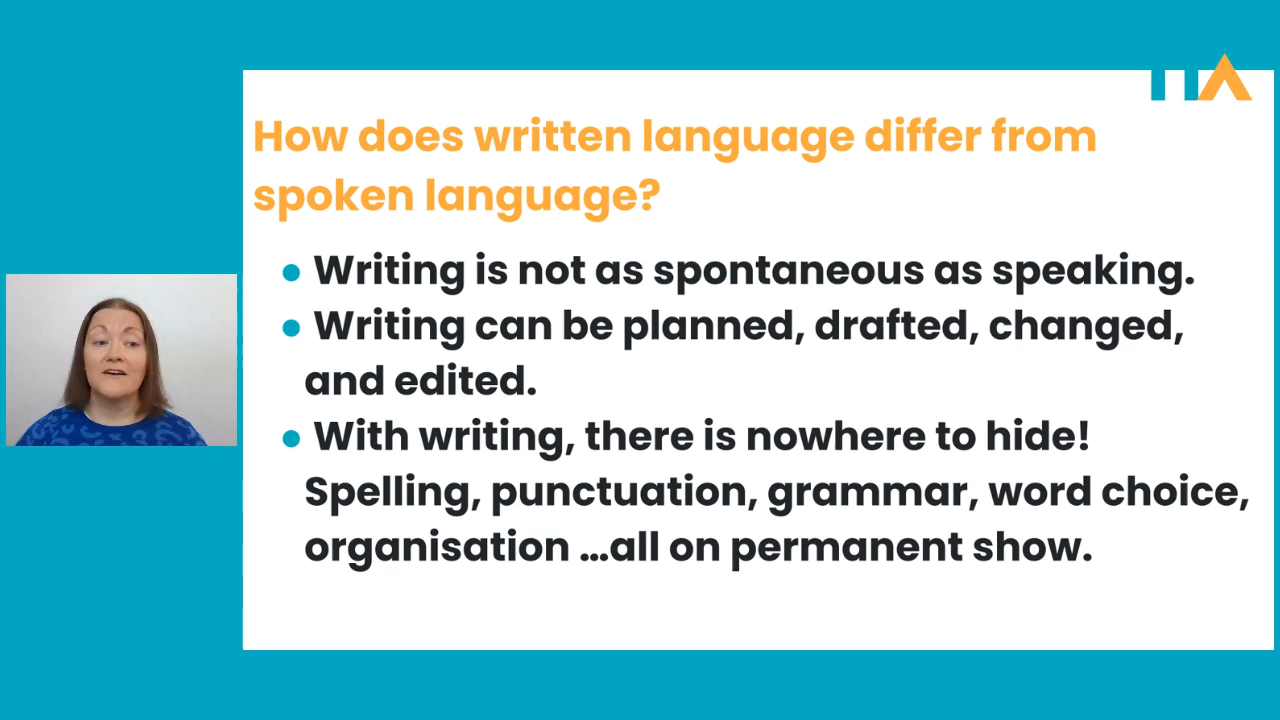 How does written language differ from
spoken language?
● Writing is not as spontaneous as speaking.
● Writing can be planned, drafted, changed,
and edited.
● With writing, there is nowhere to hide!
Spelling, punctuation, grammar, word choice,
organisation ...all on permanent show.